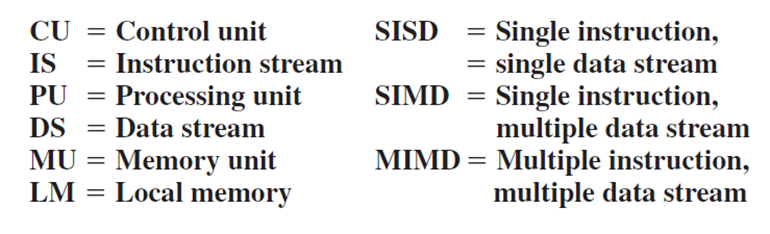 CU = Control unit
IS = Instruction stream
PU = Processing unit
DS = Data stream
MU = Memory unit
LM = Local memory
SISD = Single instruction,
= single data stream
SIMD = Single instruction,
multiple data stream
MIMD = Multiple instruction,
multiple data stream